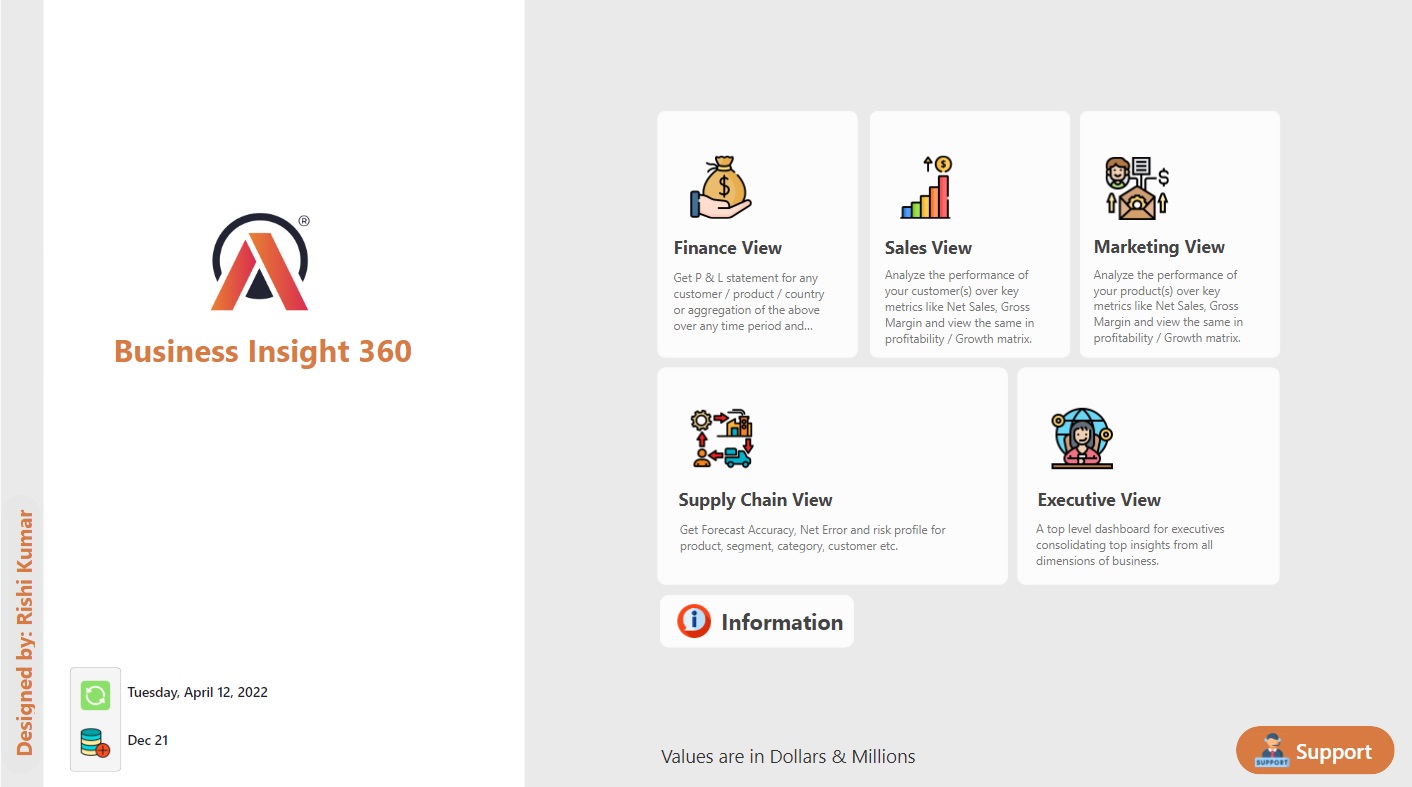 ®
Business Insight 360
Designed by: Rishi Kumar
Tuesday, April 12, 2022
Dec 21
$
Finance View
Get P & L statement for any
customer / product / country
or aggregation of the above
over any time period and...
$
Sales View
Analyze the performance of
your customer(s) over key
metrics like Net Sales, Gross
Margin and view the same in
profitability / Growth matrix.
$
Marketing View
Analyze the performance of
your product(s) over key
metrics like Net Sales, Gross
Margin and view the same in
profitability / Growth matrix.
Supply Chain View
Get Forecast Accuracy, Net Error and risk profile for
product, segment, category, customer etc.
Executive View
A top level dashboard for executives
consolidating top insights from all
dimensions of business.
i
Information
Values are in Dollars & Millions
SUPPORT
Support